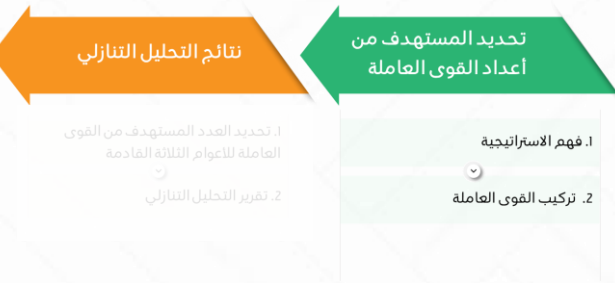 تحديد المستهدف من
أعداد القوى العاملة
1. فهم الاستراتيجية
2. تركيب القوى العاملة
نتائج التحليل التنازلي
1. تحديد العدد المستهدف من القوى
العاملة للأعوام الثلاثة القادمة
2. تقرير التحليل التنازلي